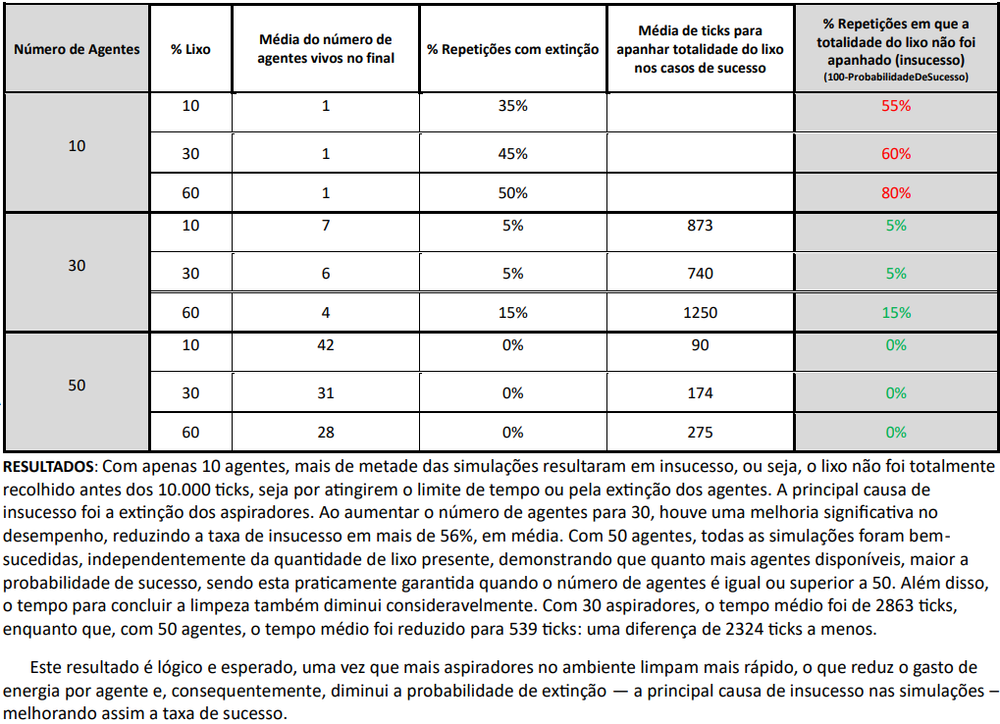 Número de Agentes | % Lixo | Média do número de agentes vivos no final | % Repetições com extinção | Média de ticks para apanhar totalidade do lixo nos casos de sucesso | % Repetições em que a totalidade do lixo não foi apanhado (insucesso) (100-ProbabilidadeDeSucesso)
10 | 10 | 1 | 35% | | 55%
30 | 1 | 45% | | 60%
60 | 1 | 50% | | 80%
30 | 10 | 7 | 5% | 873 | 5%
30 | 6 | 5% | 740 | 5%
60 | 4 | 15% | 1250 | 15%
50 | 10 | 42 | 0% | 90 | 0%
30 | 31 | 0% | 174 | 0%
60 | 28 | 0% | 275 | 0%
RESULTADOS: Com apenas 10 agentes, mais de metade das simulações resultaram em insucesso, ou seja, o lixo não foi totalmente
recolhido antes dos 10.000 ticks, seja por atingirem o limite de tempo ou pela extinção dos agentes. A principal causa de
insucesso foi a extinção dos aspiradores. Ao aumentar o número de agentes para 30, houve uma melhoria significativa no
desempenho, reduzindo a taxa de insucesso em mais de 56%, em média. Com 50 agentes, todas as simulações foram bem-
sucedidas, independentemente da quantidade de lixo presente, demonstrando que quanto mais agentes disponíveis, maior a
probabilidade de sucesso, sendo esta praticamente garantida quando o número de agentes é igual ou superior a 50. Além disso,
o tempo para concluir a limpeza também diminui consideravelmente. Com 30 aspiradores, o tempo médio foi de 2863 ticks,
enquanto que, com 50 agentes, o tempo médio foi reduzido para 539 ticks: uma diferença de 2324 ticks a menos.
Este resultado é lógico e esperado, uma vez que mais aspiradores no ambiente limpam mais rápido, o que reduz o gasto de
energia por agente e, consequentemente, diminui a probabilidade de extinção — a principal causa de insucesso nas simulações –
melhorando assim a taxa de sucesso.